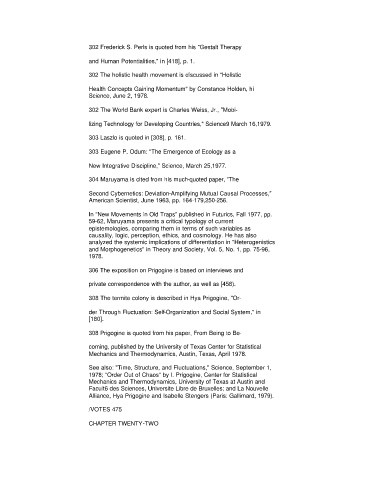 302 Frederick S. Perls is quoted from his "Gestalt Therapy
and Human Potentialities," in [418], p. 1.
302 The holistic health movement is discussed in "Holistic
Health Concepts Gaining Momentum" by Constance Holden, hi
Science, June 2, 1978.
302 The World Bank expert is Charles Weiss, Jr., "Mobi-
lizing Technology for Developing Countries," Science9 March 16,1979.
303 Laszlo is quoted in [308], p. 161.
303 Eugene P. Odum: "The Emergence of Ecology as a
New Integrative Discipline," Science, March 25,1977.
304 Maruyama is cited from his much-quoted paper, "The
Second Cybernetics: Deviation-Amplifying Mutual Causal Processes,"
American Scientist, June 1963, pp. 164-179,250-256.
In "New Movements in Old Traps" published in Futurics, Fall 1977, pp.
59-62, Maruyama presents a critical typology of current
epistemologies, comparing them in terms of such variables as
causality, logic, perception, ethics, and cosmology. He has also
analyzed the systemic implications of differentiation in "Heterogenistics
and Morphogenetics" in Theory and Society, Vol. 5, No. 1, pp. 75-96,
1978.
306 The exposition on Prigogine is based on interviews and
private correspondence with the author, as well as [458).
308 The termite colony is described in Hya Prigogine, "Or-
der Through Fluctuation: Self-Organization and Social System," in
[180].
308 Prigogine is quoted from his paper, From Being to Be-
coming, published by the University of Texas Center for Statistical
Mechanics and Thermodynamics, Austin, Texas, April 1978.
See also: "Time, Structure, and Fluctuations," Science, September 1,
1978; "Order Out of Chaos" by I. Prigogine, Center for Statistical
Mechanics and Thermodynamics, University of Texas at Austin and
Facult6 des Sciences, Universite Libre de Bruxelles; and La Nouvelle
Alliance, Hya Prigogine and Isabelle Stengers (Paris: Gallimard, 1979).
/VOTES 475
CHAPTER TWENTY-TWO